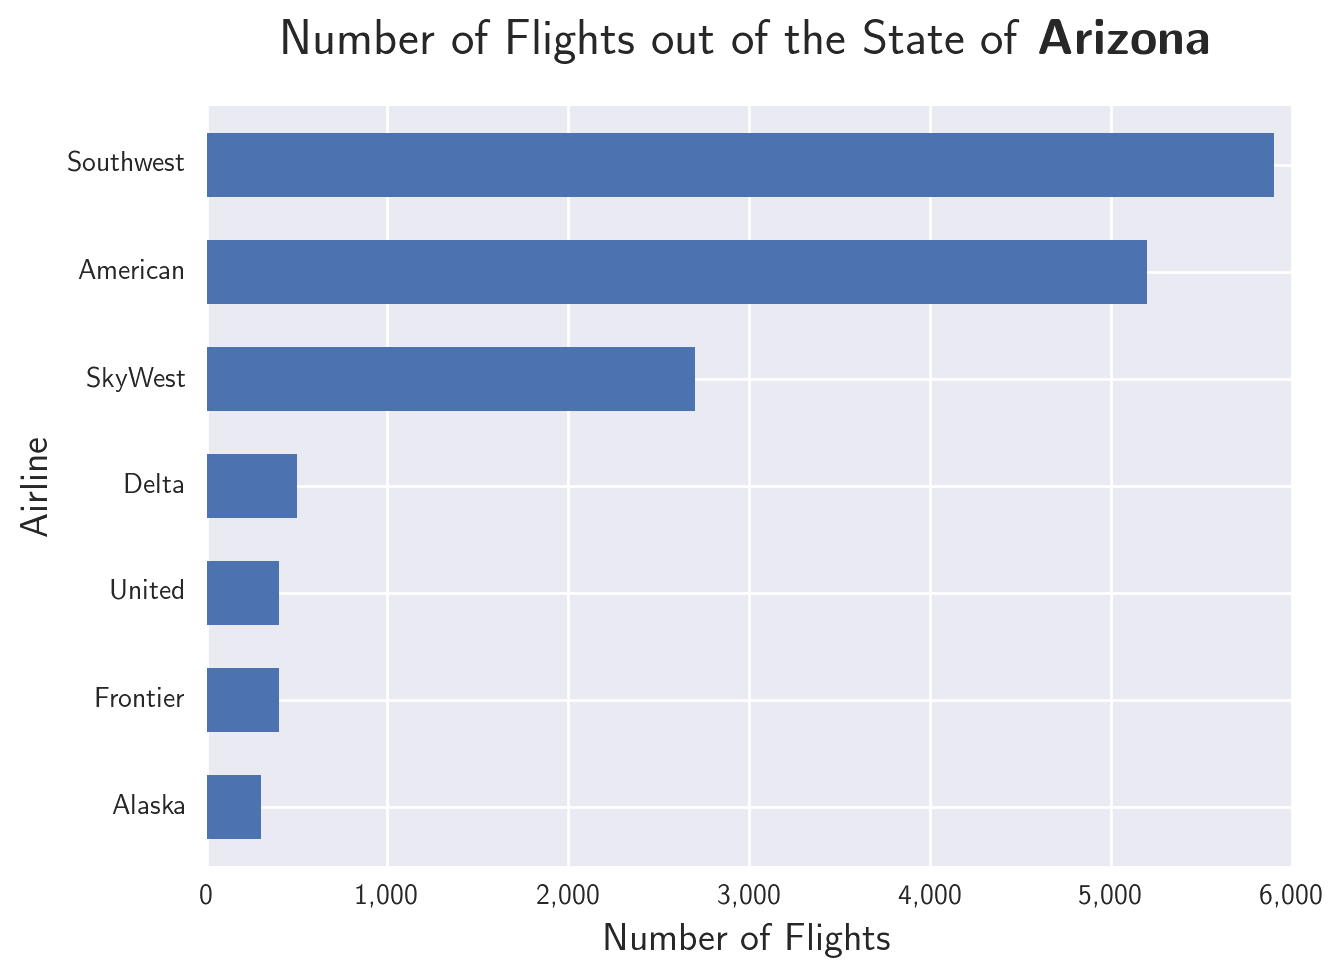 Number of Flights out of the State of Arizona
Southwest
American
SkyWest
Delta
United
Frontier
Alaska
Airline
0 1,000 2,000 3,000 4,000 5,000 6,000
Number of Flights